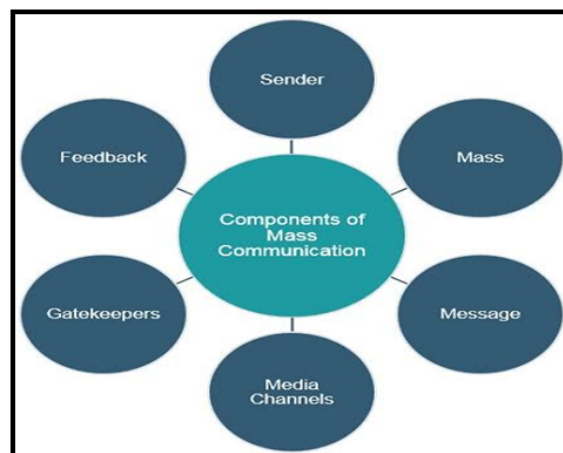 Sender
Feedback
Mass
Components of
Mass
Communication
Gatekeepers
Message
Media
Channels